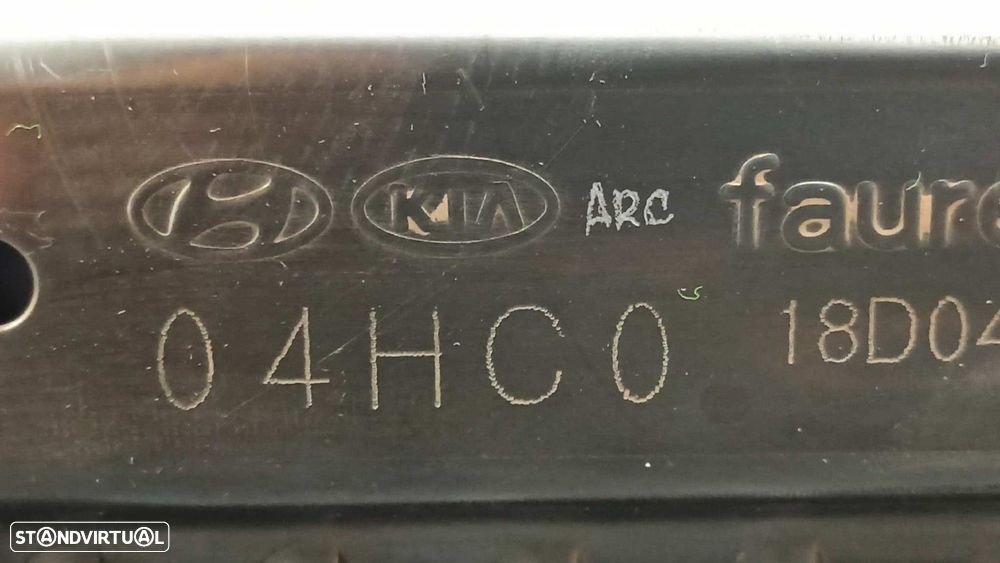 KIA ARC faure
04HC0 18D04
STANDVIRTUAL